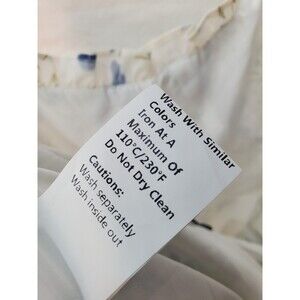 Wash With Similar
Colors
Iron At A
Maximum Of
110°C/230°F
Do Not Dry Clean
Cautions:
Wash separately
Wash inside out